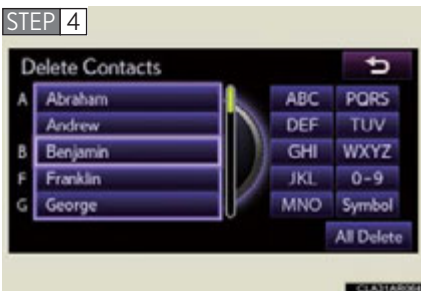 STEP 4
Delete Contacts
A Abraham ABC PQRS
Andrew DEF TUV
B Benjamin GHI WXYZ
F Franklin JKL 0-9
G George MNO Symbol
All Delete